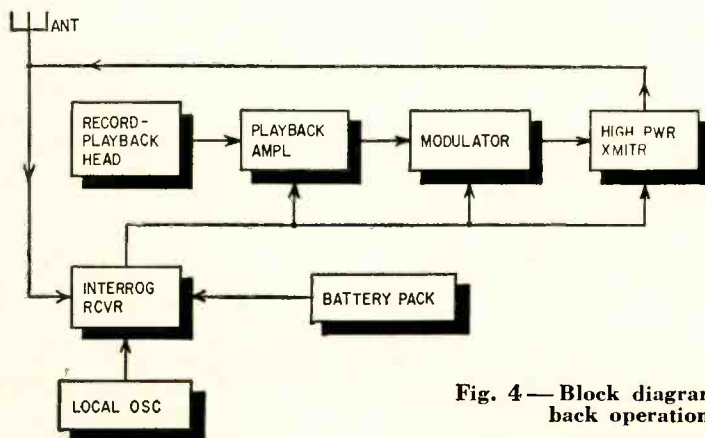 ANT
RECORD-
PLAYBACK
HEAD
PLAYBACK
AMPL
MODULATOR
HIGH PWR
XMITR
INTERROG
RCVR
BATTERY PACK
LOCAL OSC
Fig. 4 — Block
back operation